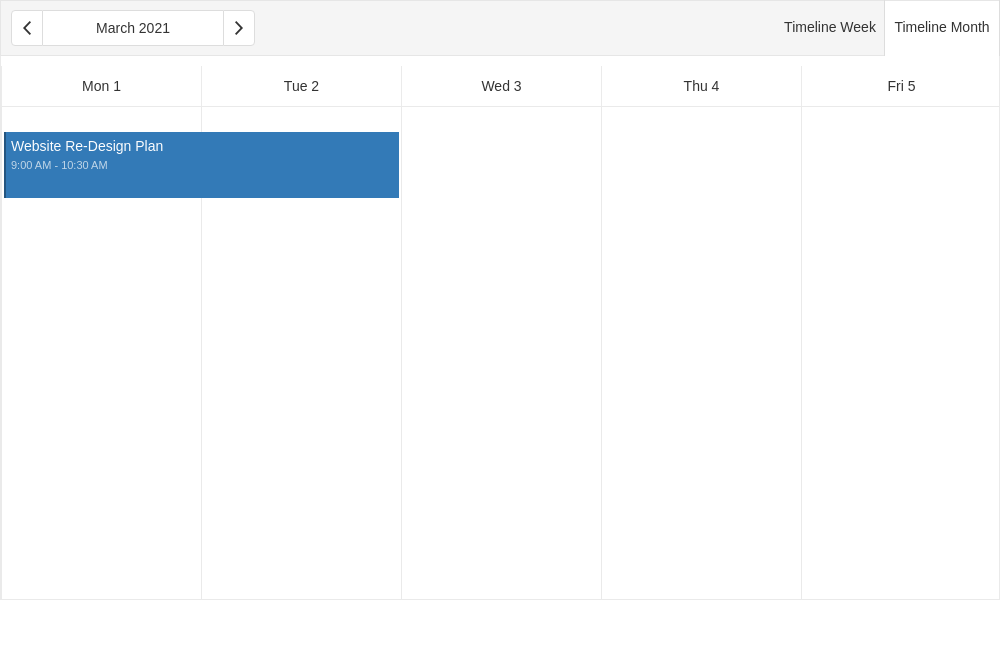 March 2021
Timeline Week
Timeline Month
Mon 1
Tue 2
Wed 3
Thu 4
Fri 5
Website Re-Design Plan
9:00 AM - 10:30 AM